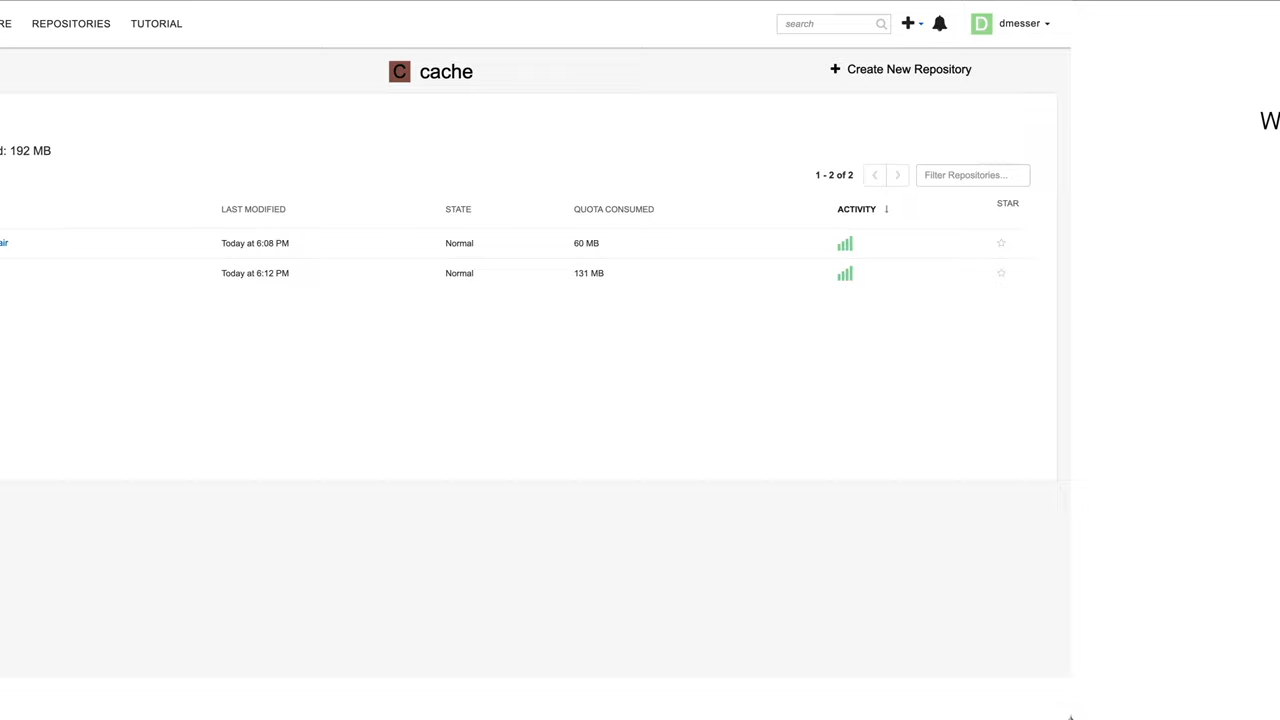 RE REPOSITORIES TUTORIAL search D dmesser
C cache Create New Repository
d: 192 MB
1 - 2 of 2 Filter Repositories...
LAST MODIFIED STATE QUOTA CONSUMED ACTIVITY STAR
air Today at 6:08 PM Normal 60 MB
Today at 6:12 PM Normal 131 MB
W